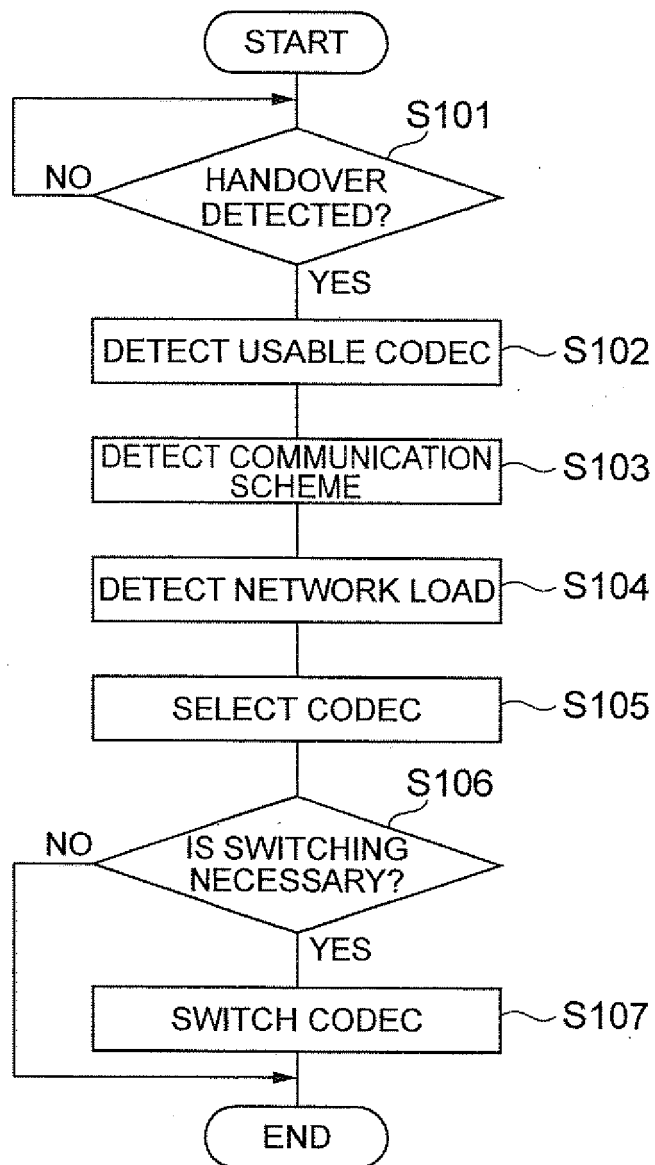 START
S101
NO
HANDOVER
DETECTED?
YES
DETECT USABLE CODEC
S102
DETECT COMMUNICATION
SCHEME
S103
DETECT NETWORK LOAD
S104
SELECT CODEC
S105
S106
NO
IS SWITCHING
NECESSARY?
YES
SWITCH CODEC
S107
END